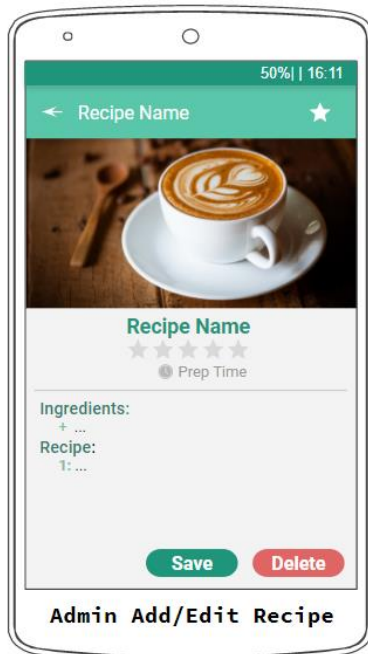 50%|| 16:11
Recipe Name
Recipe Name
Prep Time
Ingredients:
+ ...
Recipe:
1: ...
Save Delete
Admin Add/Edit Recipe